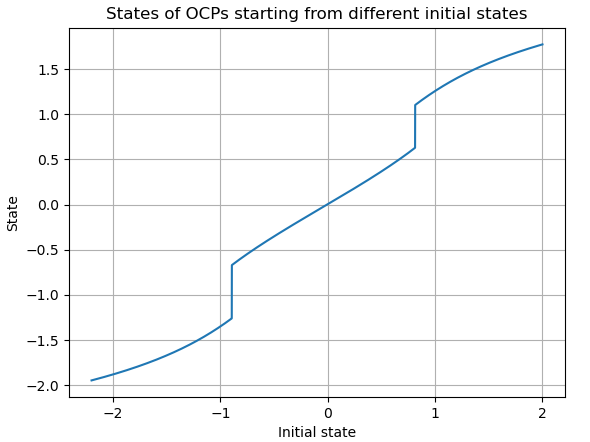 States of OCPs starting from different initial states
State
1.5
1.0
0.5
0.0
−0.5
−1.0
−1.5
−2.0
−2 −1 0 1 2
Initial state